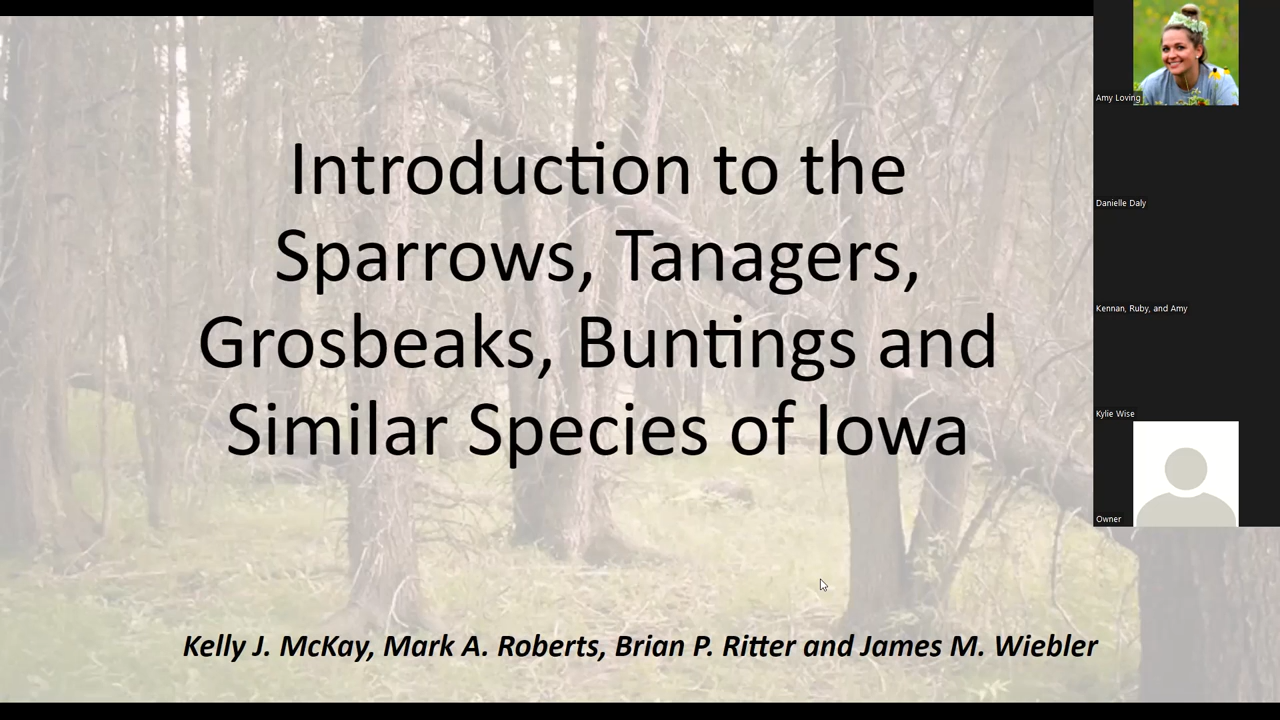 Introduction to the
Sparrows, Tanagers,
Grosbeaks, Buntings and
Similar Species of Iowa
Kelly J. McKay, Mark A. Roberts, Brian P. Ritter and James M. Wiebler
Amy Loving
Danielle Daly
Kennan, Ruby, and Amy
Kylie Wise
Owner